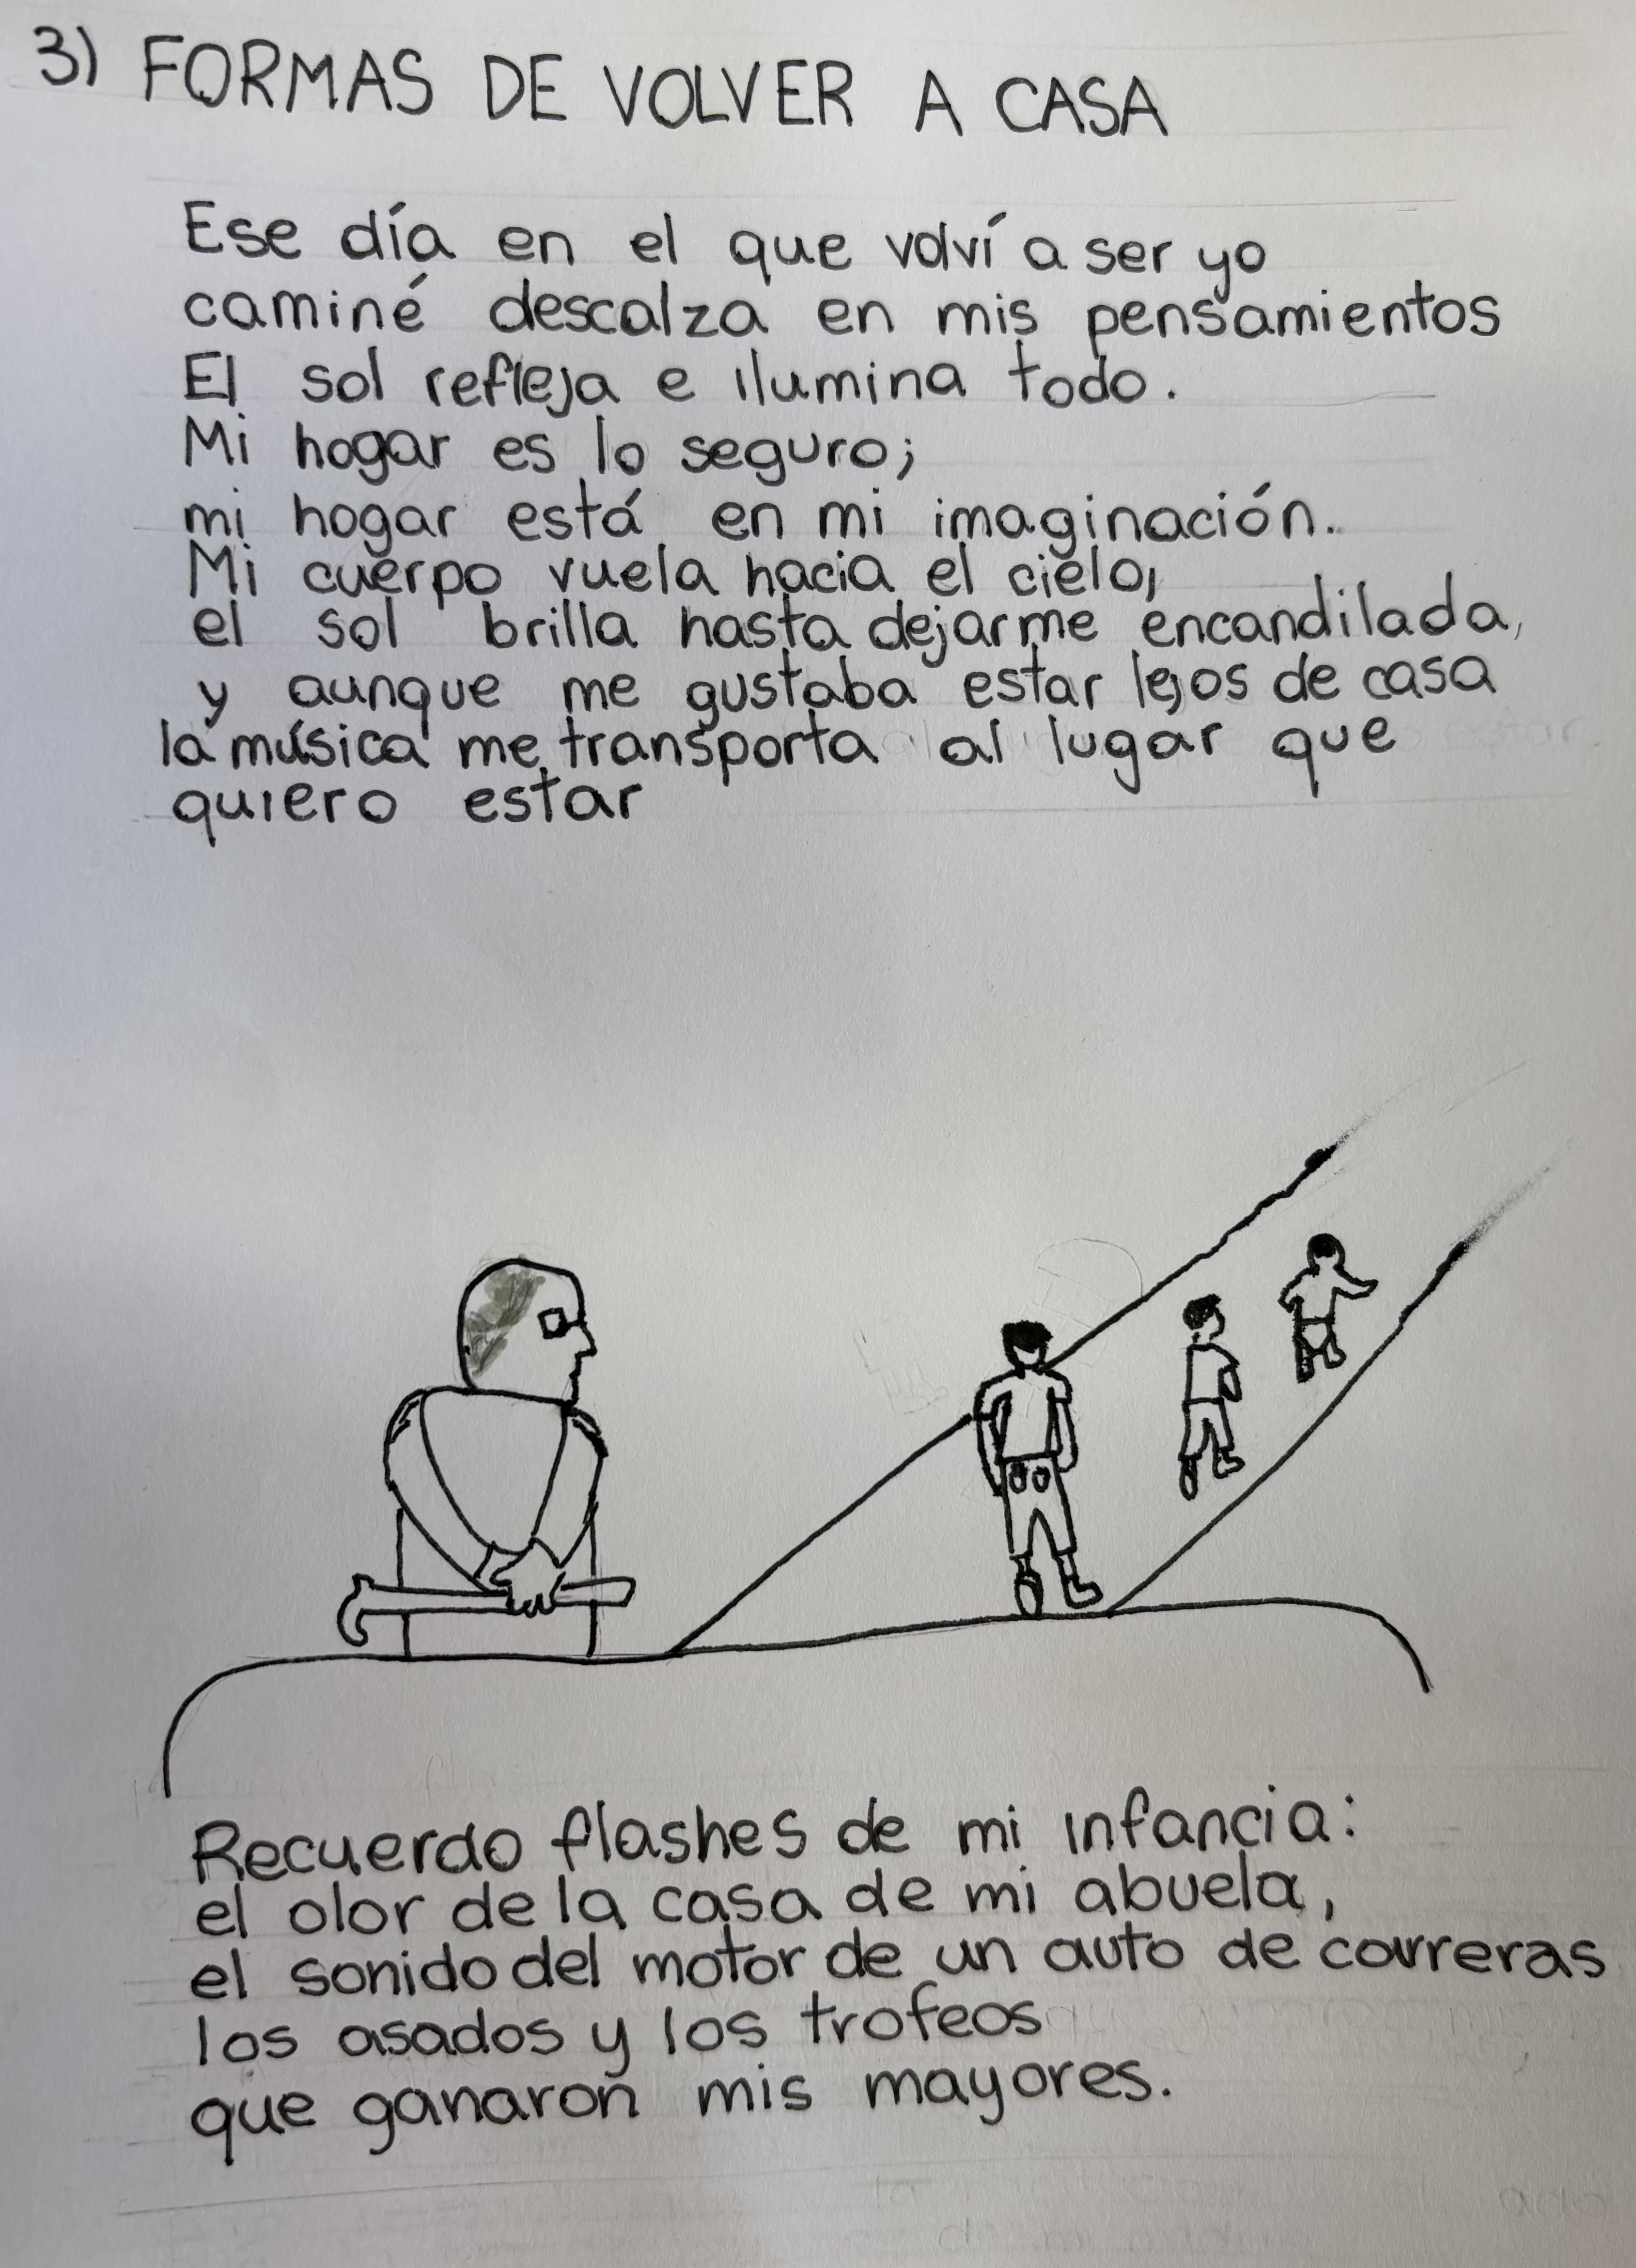 3) FORMAS DE VOLVER A CASA
Ese día en el que volví a ser yo
caminé descalza en mis pensamientos
El sol refleja e ilumina todo.
Mi hogar es lo seguro;
mi hogar está en mi imaginación.
Mi cuerpo vuela hacia el cielo,
el sol brilla hasta dejarme encandilada,
y aunque me gustaba estar lejos de casa
la música me transporta al lugar que
quiero estar
Recuerdo flashes de mi infancia:
el olor de la casa de mi abuela,
el sonido del motor de un auto de carreras
los asados y los trofeos
que ganaron mis mayores.